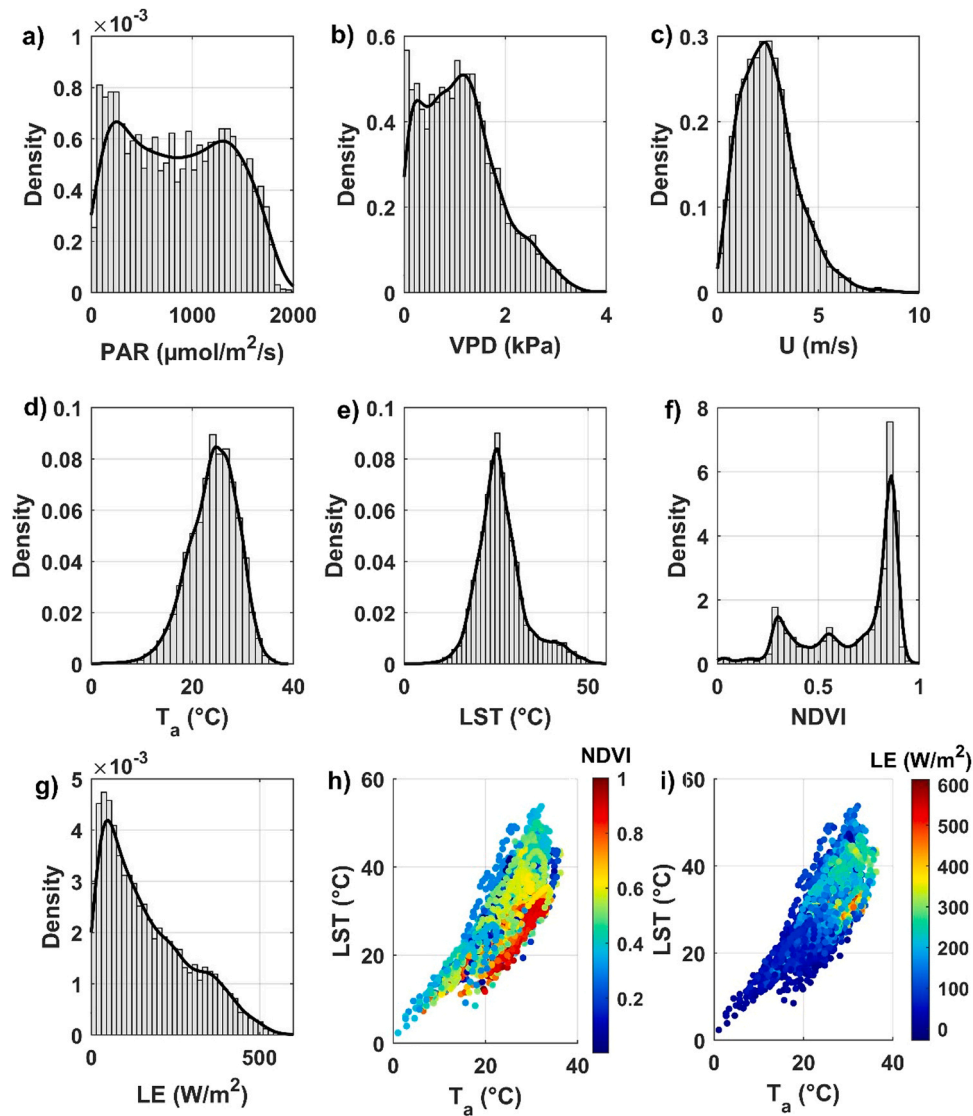 a)
×10⁻³
1
0.8
0.6
0.4
0.2
0
Density
0 1000 2000
PAR (µmol/m²/s)
b)
0.6
0.4
0.2
0
Density
0 2 4
VPD (kPa)
c)
0.3
0.2
0.1
0
Density
0 5 10
U (m/s)
d)
0.1
0.08
0.06
0.04
0.02
0
Density
0 20 40
Tₐ (°C)
e)
0.1
0.08
0.06
0.04
0.02
0
Density
0 50
LST (°C)
f)
8
6
4
2
0
Density
0 0.5 1
NDVI
g)
×10⁻³
5
4
3
2
1
0
Density
0 500
LE (W/m²)
h)
60
40
20
0
LST (°C)
0 20 40
Tₐ (°C)
NDVI
1
0.8
0.6
0.4
0.2
i)
60
40
20
0
LST (°C)
0 20 40
Tₐ (°C)
LE (W/m²)
600
500
400
300
200
100
0